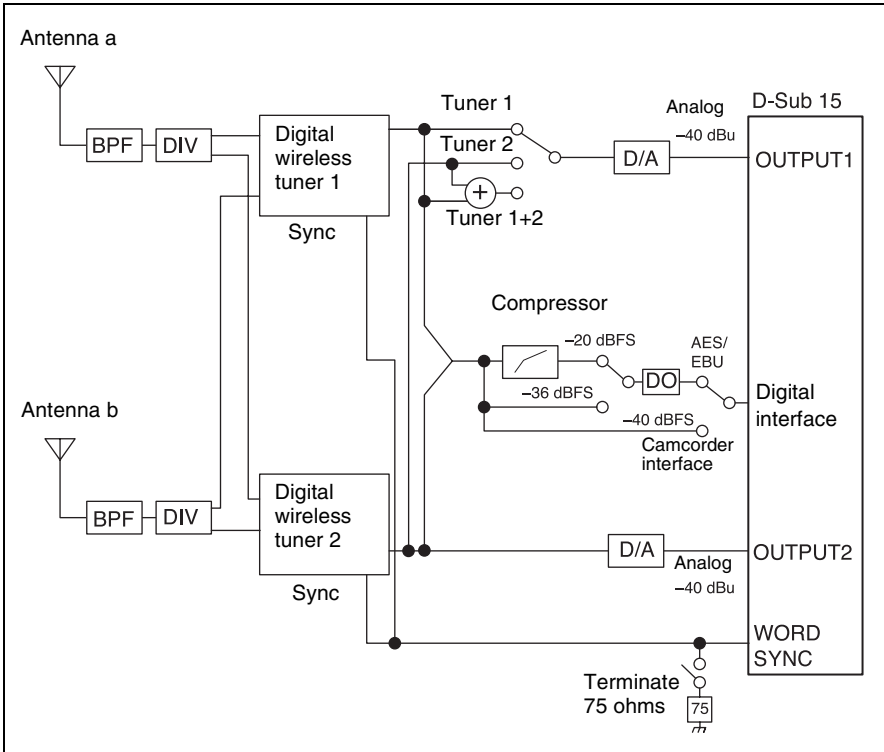 Antenna a
BPF
DIV
Digital
wireless
tuner 1
Sync
Tuner 1
Tuner 2
+
Tuner 1+2
D/A
Analog
–40 dBu
D-Sub 15
OUTPUT1
Compressor
–20 dBFS
–36 dBFS
–40 dBFS
DO
AES/
EBU
Camcorder
interface
Digital
interface
Antenna b
BPF
DIV
Digital
wireless
tuner 2
Sync
D/A
Analog
–40 dBu
OUTPUT2
WORD
SYNC
Terminate
75 ohms
75